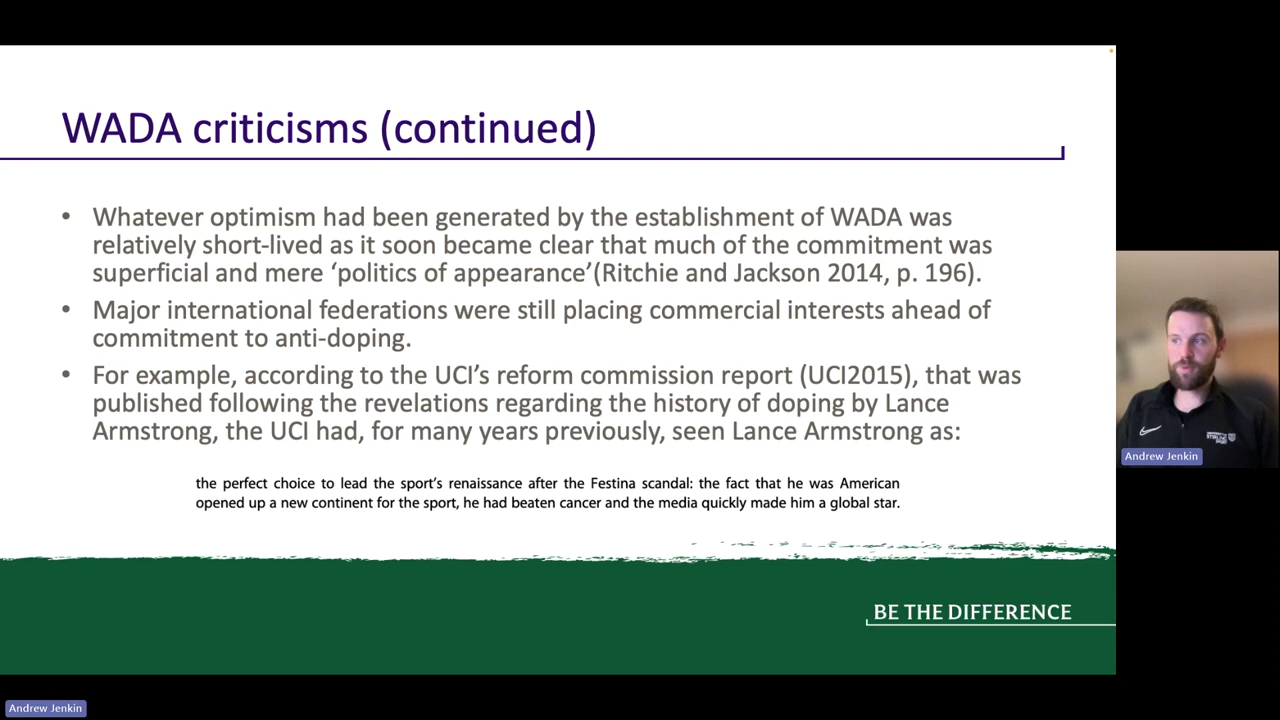 WADA criticisms (continued)
• Whatever optimism had been generated by the establishment of WADA was
relatively short-lived as it soon became clear that much of the commitment was
superficial and mere ‘politics of appearance’(Ritchie and Jackson 2014, p. 196).
• Major international federations were still placing commercial interests ahead of
commitment to anti-doping.
• For example, according to the UCI’s reform commission report (UCI2015), that was
published following the revelations regarding the history of doping by Lance
Armstrong, the UCI had, for many years previously, seen Lance Armstrong as:
the perfect choice to lead the sport’s renaissance after the Festina scandal: the fact that he was American
opened up a new continent for the sport, he had beaten cancer and the media quickly made him a global star.
BE THE DIFFERENCE
Andrew Jenkin
Andrew Jenkin